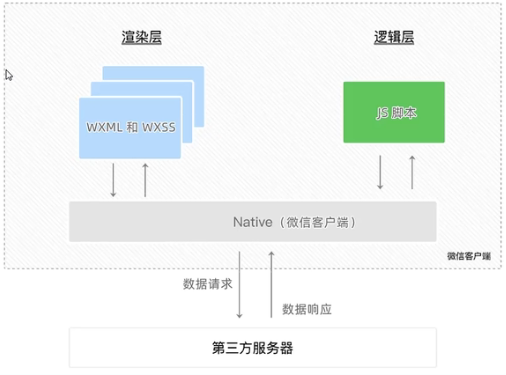 渲染层
逻辑层
WXML 和 WXSS
JS 脚本
Native（微信客户端）
微信客户端
数据请求
数据响应
第三方服务器